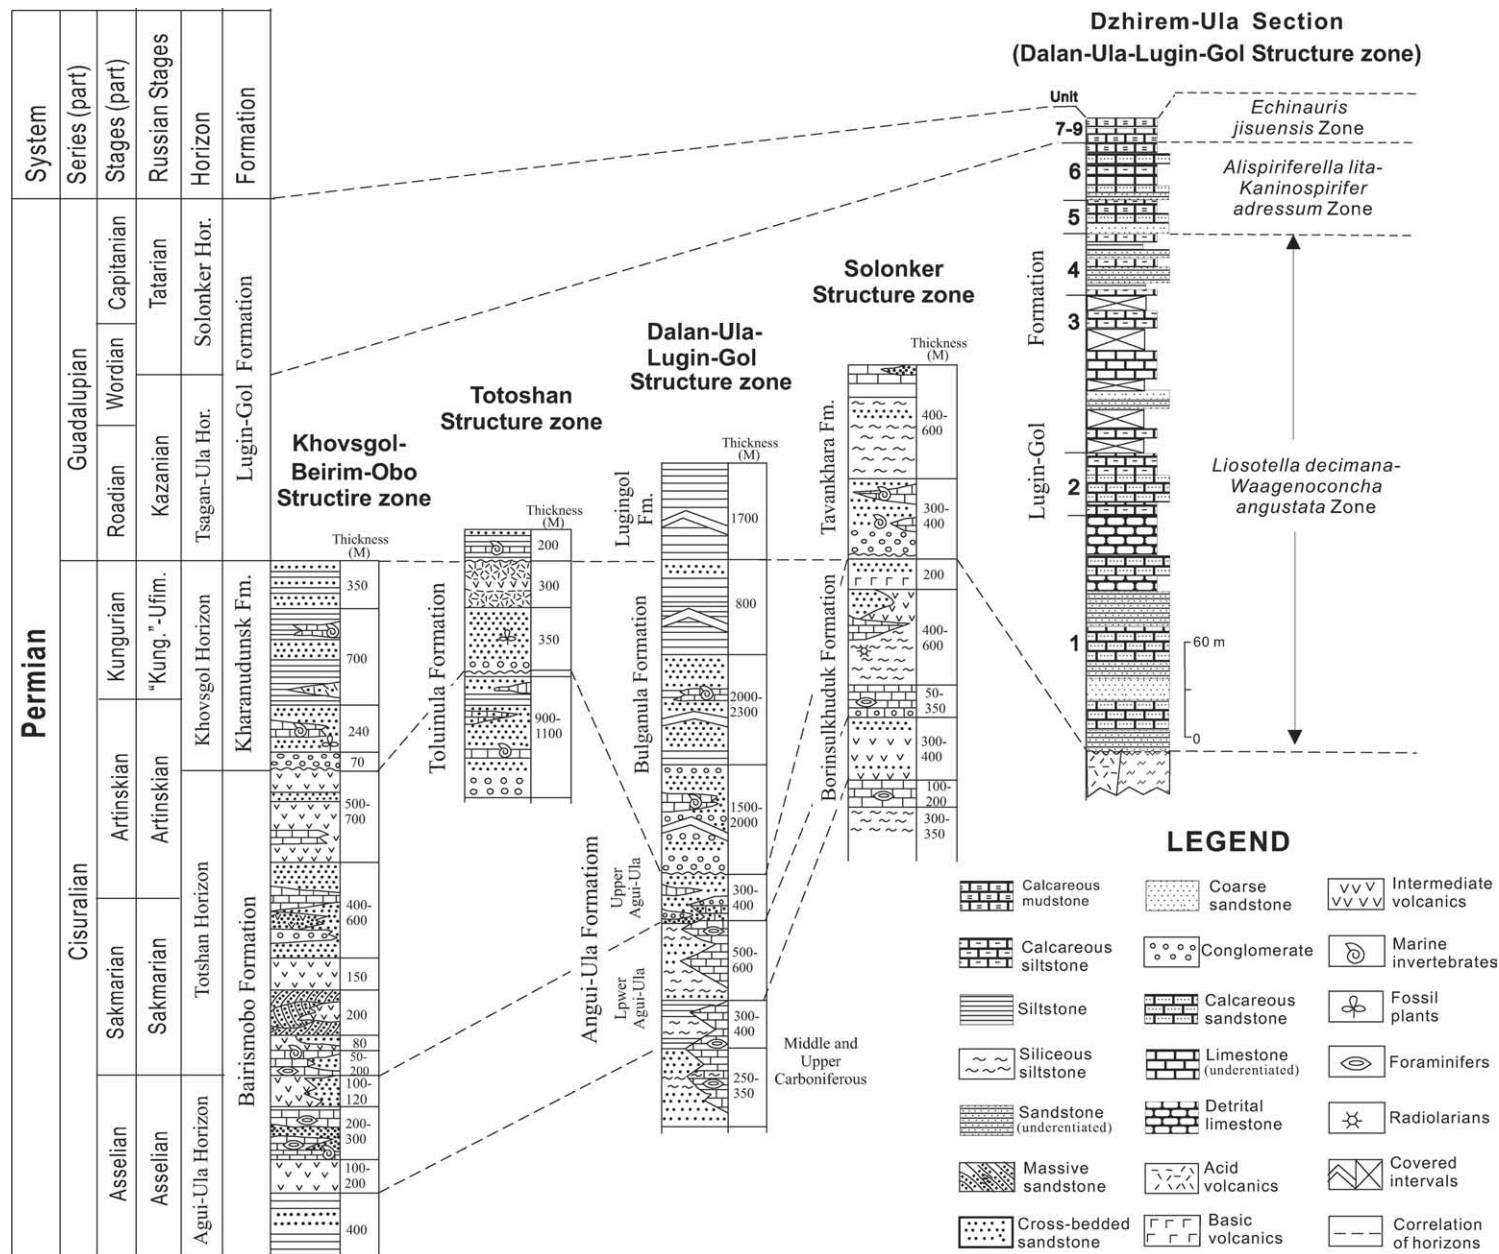 Dzhirem-Ula Section
(Dalan-Ula-Lugin-Gol Structure zone)
System
Series (part)
Stages (part)
Russian Stages
Horizon
Formation
Permian
Guadalupian
Cisuralian
Capitanian
Wordian
Roadian
Kungurian
Artinskian
Sakmarian
Asselian
Tatarian
Kazanian
“Kung.”-Ufim.
Artinskian
Sakmarian
Asselian
Solonker Hor.
Tsagan-Ula Hor.
Khovsgol Horizon
Totshan Horizon
Agui-Ula Horizon
Lugin-Gol Formation
Kharanudunsk Fm.
Bairismobo Formation
Khovsgol-
Beirim-Obo
Structire zone
Thickness
(M)
350
700
240
70
500-
700
400-
600
150
200
80
50-
200
100-
120
200-
300
100-
200
400
Totoshan
Structure zone
Thickness
(M)
Toluinula Formation
200
300
350
900-
1100
Dalan-Ula-
Lugin-Gol
Structure zone
Thickness
(M)
Lugingol
Fm.
Bulganula Formation
Angui-Ula Formatiom
Upper
Agui-Ula
Lpwer
Agui-Ula
1700
800
2000-
2300
1500-
2000
300-
400
500-
600
300-
400
250-
350
Middle and
Upper
Carboniferous
Solonker
Structure zone
Thickness
(M)
Tavankhara Fm.
Borinsulkhuduk Formation
400-
600
300-
400
200
400-
600
50-
350
300-
400
100-
200
300-
350
Unit
7-9
6
5
4
3
2
1
Lugin-Gol Formation
60 m
0
Echinauris
jisuensis Zone
Alispiriferella lita-
Kaninospirifer
adressum Zone
Liosotella decimana-
Waagenoconcha
angustata Zone
LEGEND
Calcareous
mudstone
Calcareous
siltstone
Siltstone
Siliceous
siltstone
Sandstone
(underentiated)
Massive
sandstone
Cross-bedded
sandstone
Coarse
sandstone
Conglomerate
Calcareous
sandstone
Limestone
(underentiated)
Detrital
limestone
Acid
volcanics
Basic
volcanics
Intermediate
volcanics
Marine
invertebrates
Fossil
plants
Foraminifers
Radiolarians
Covered
intervals
Correlation
of horizons